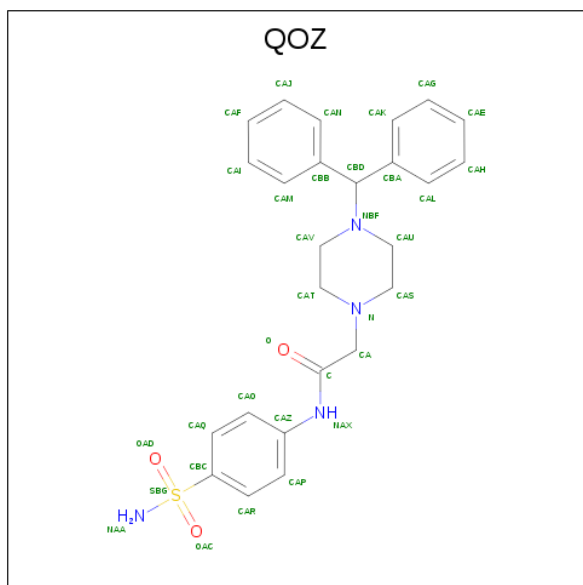 QOZ
CAJ CAG
CAF CAN CAK CAE
CBD
CAI CBB CBA CAH
CAM CAL
N NBF
CAV CAU
CAT CAS
N N
O O CA
C
CAO
CAQ CAZ NH NAX
OAD O
CBC CAP
SBG S CAR
H₂N O
NAA OAC